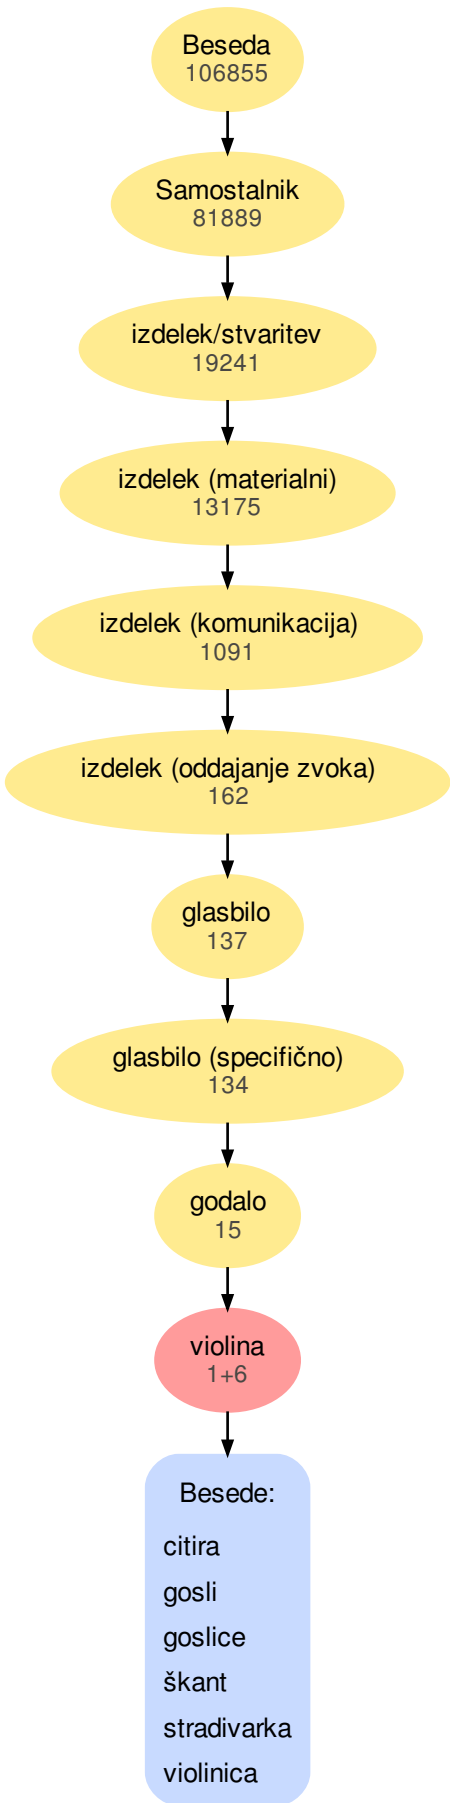 Beseda
106855
Samostalnik
81889
izdelek/stvaritev
19241
izdelek (materialni)
13175
izdelek (komunikacija)
1091
izdelek (oddajanje zvoka)
162
glasbilo
137
glasbilo (specifično)
134
godalo
15
violina
1+6
Besede:
citira
gosli
goslice
škant
stradivarka
violinica